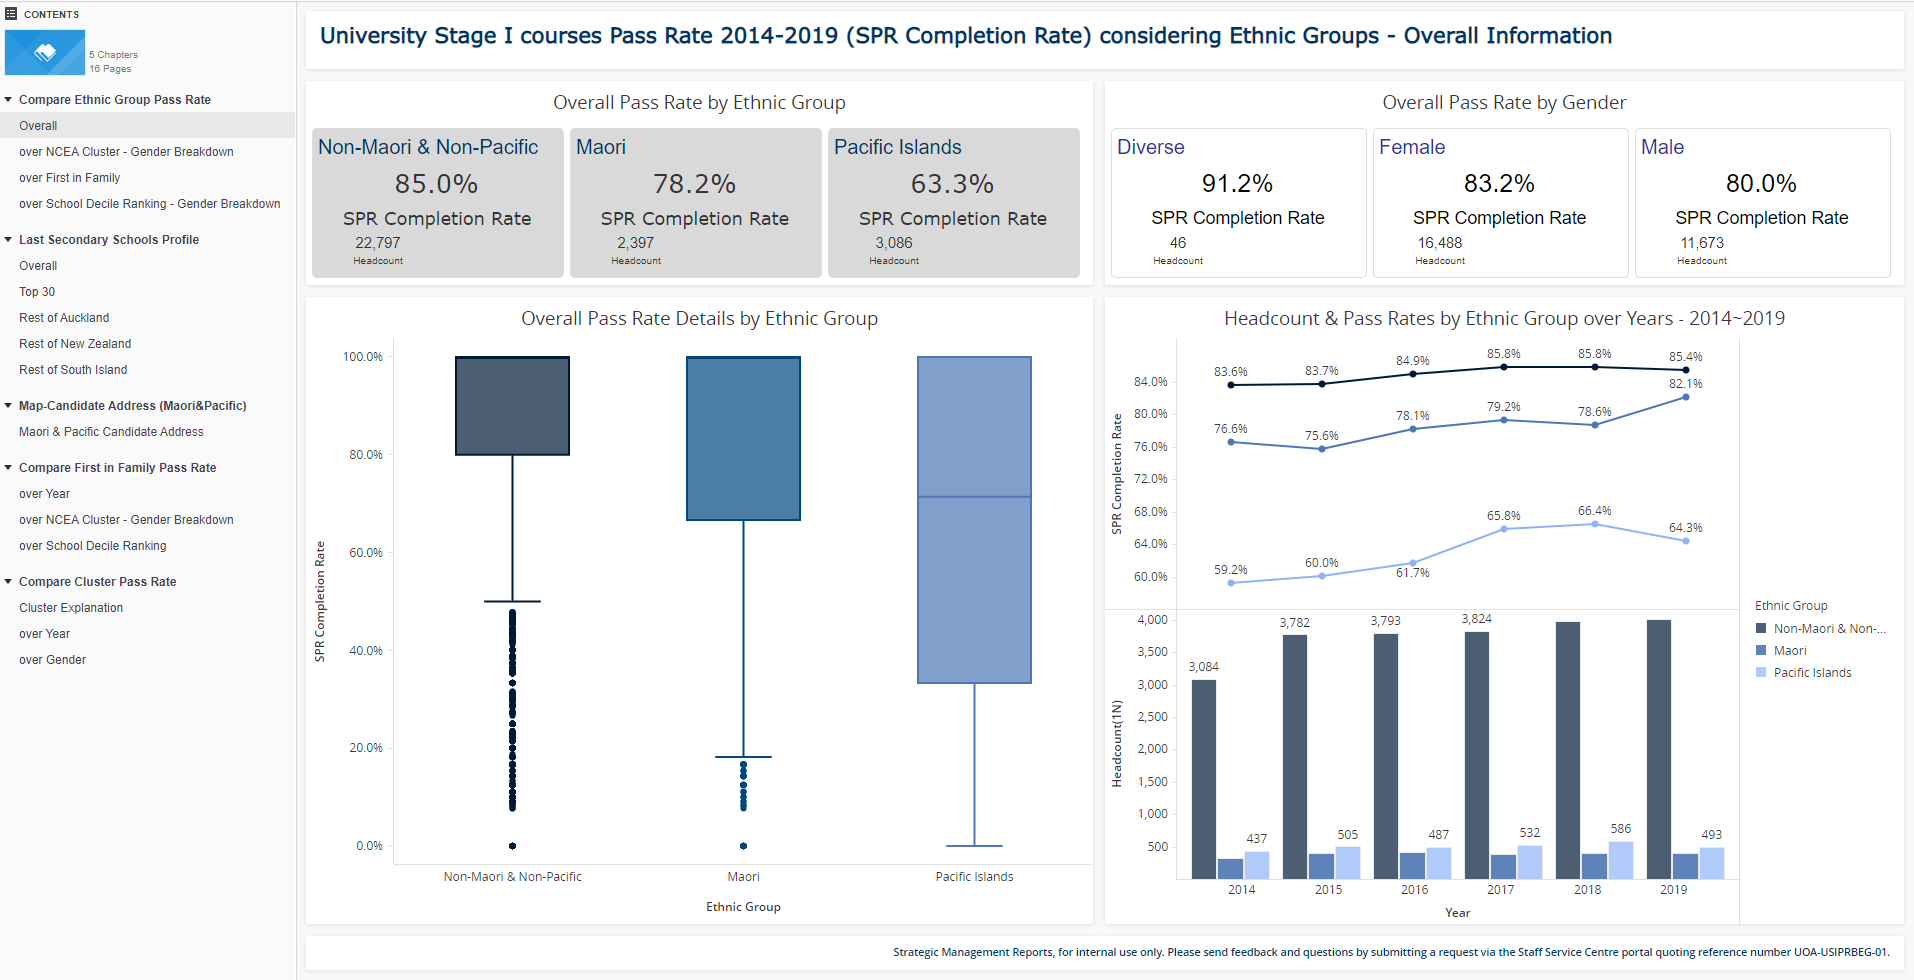 CONTENTS
5 Chapters
16 Pages
Compare Ethnic Group Pass Rate
Overall
over NCEA Cluster - Gender Breakdown
over First in Family
over School Decile Ranking - Gender Breakdown
Last Secondary Schools Profile
Overall
Top 30
Rest of Auckland
Rest of New Zealand
Rest of South Island
Map-Candidate Address (Maori&Pacific)
Maori & Pacific Candidate Address
Compare First in Family Pass Rate
over Year
over NCEA Cluster - Gender Breakdown
over School Decile Ranking
Compare Cluster Pass Rate
Cluster Explanation
over Year
over Gender
University Stage I courses Pass Rate 2014-2019 (SPR Completion Rate) considering Ethnic Groups - Overall Information
Overall Pass Rate by Ethnic Group
Non-Maori & Non-Pacific
85.0%
SPR Completion Rate
22,797
Headcount
Maori
78.2%
SPR Completion Rate
2,397
Headcount
Pacific Islands
63.3%
SPR Completion Rate
3,086
Headcount
Overall Pass Rate by Gender
Diverse
91.2%
SPR Completion Rate
46
Headcount
Female
83.2%
SPR Completion Rate
16,488
Headcount
Male
80.0%
SPR Completion Rate
11,673
Headcount
Overall Pass Rate Details by Ethnic Group
SPR Completion Rate
100.0%
80.0%
60.0%
40.0%
20.0%
0.0%
Non-Maori & Non-Pacific
Maori
Pacific Islands
Ethnic Group
Headcount & Pass Rates by Ethnic Group over Years - 2014~2019
SPR Completion Rate
84.0%
80.0%
76.0%
72.0%
68.0%
64.0%
60.0%
83.6%
83.7%
84.9%
85.8%
85.8%
85.4%
76.6%
75.6%
78.1%
79.2%
78.6%
82.1%
59.2%
60.0%
61.7%
65.8%
66.4%
64.3%
Headcount(1N)
4,000
3,500
3,000
2,500
2,000
1,500
1,000
500
3,084
3,782
3,793
3,824
437
505
487
532
586
493
2014
2015
2016
2017
2018
2019
Year
Ethnic Group
Non-Maori & Non-...
Maori
Pacific Islands
Strategic Management Reports, for internal use only. Please send feedback and questions by submitting a request via the Staff Service Centre portal quoting reference number UOA-USIPRBEG-01.